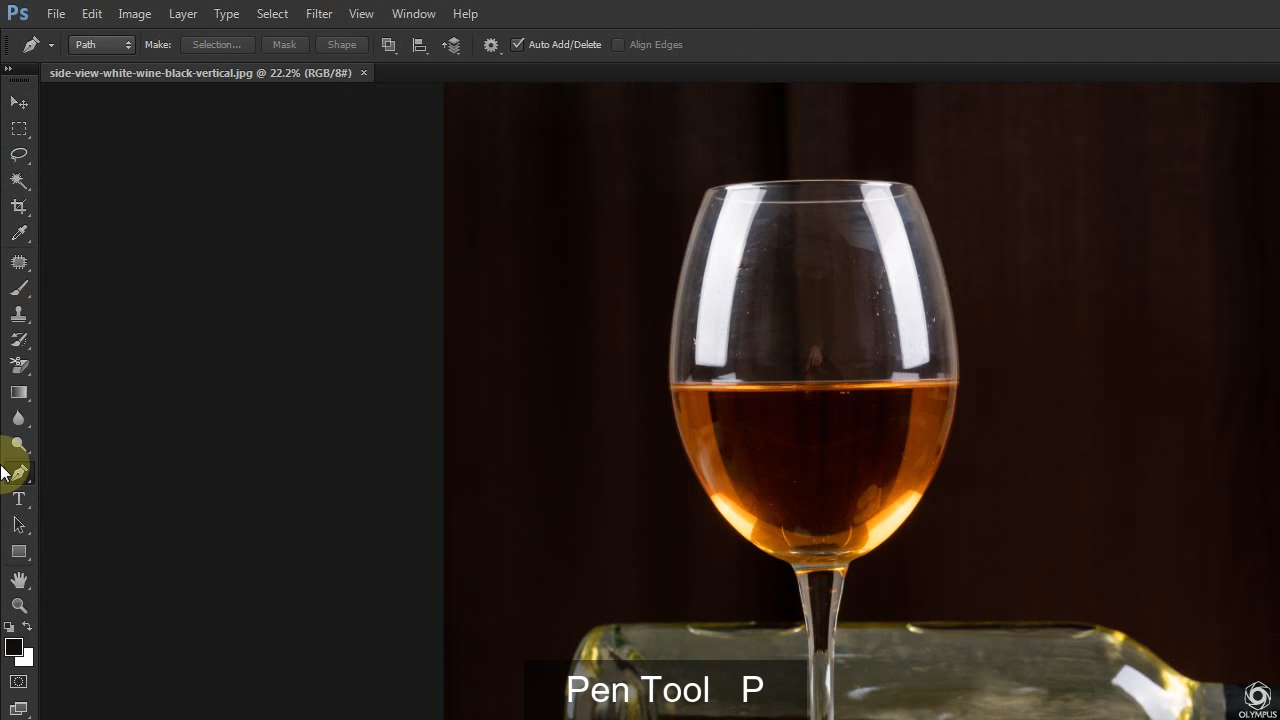 Ps File Edit Image Layer Type Select Filter View Window Help
Path Make: Selection... Mask Shape Auto Add/Delete Align Edges
side-view-white-wine-black-vertical.jpg @ 22.2% (RGB/8#) ×
T
Pen Tool P
OLYMPUS